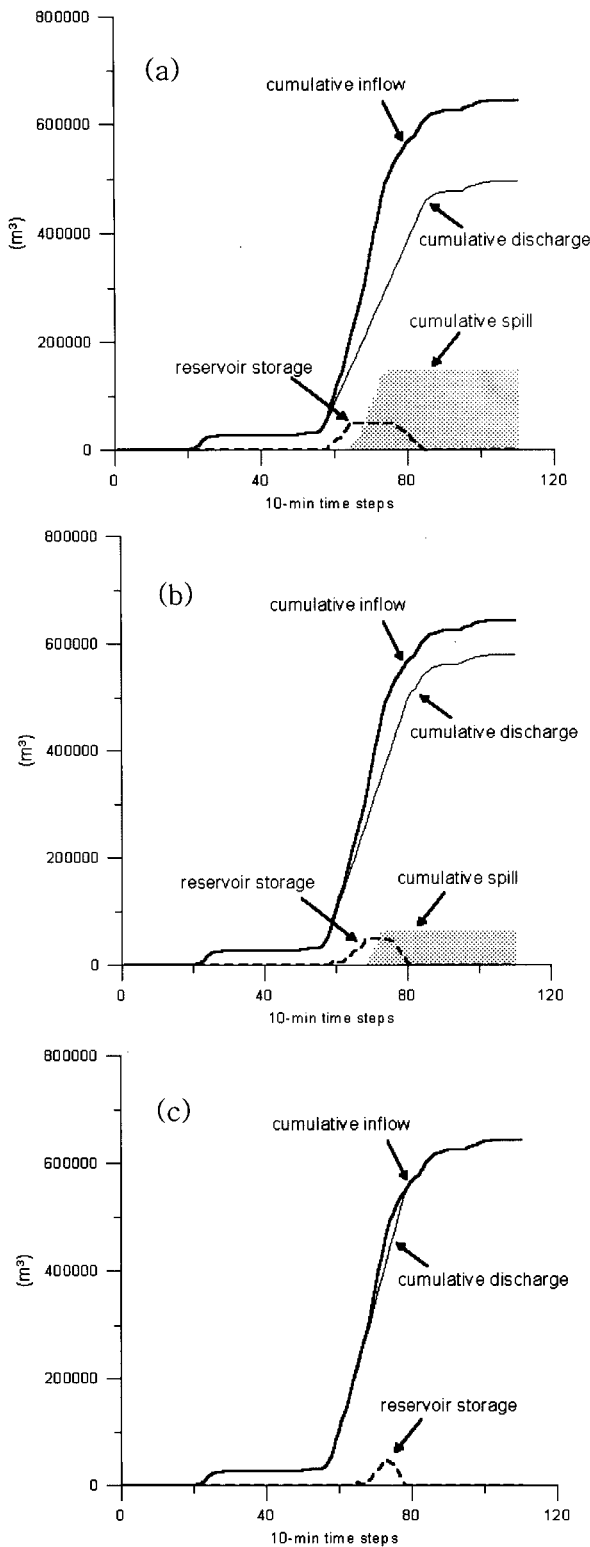 800000
(a)
cumulative inflow
600000
(m³)
400000
cumulative discharge
cumulative spill
200000
reservoir storage
0
0 40 80 120
10-min time steps
800000
(b)
cumulative inflow
600000
(m³)
400000
cumulative discharge
200000
reservoir storage
cumulative spill
0
0 40 80 120
10-min time steps
800000
(c)
cumulative inflow
600000
(m³)
400000
cumulative discharge
200000
reservoir storage
0
0 40 80 120
10-min time steps